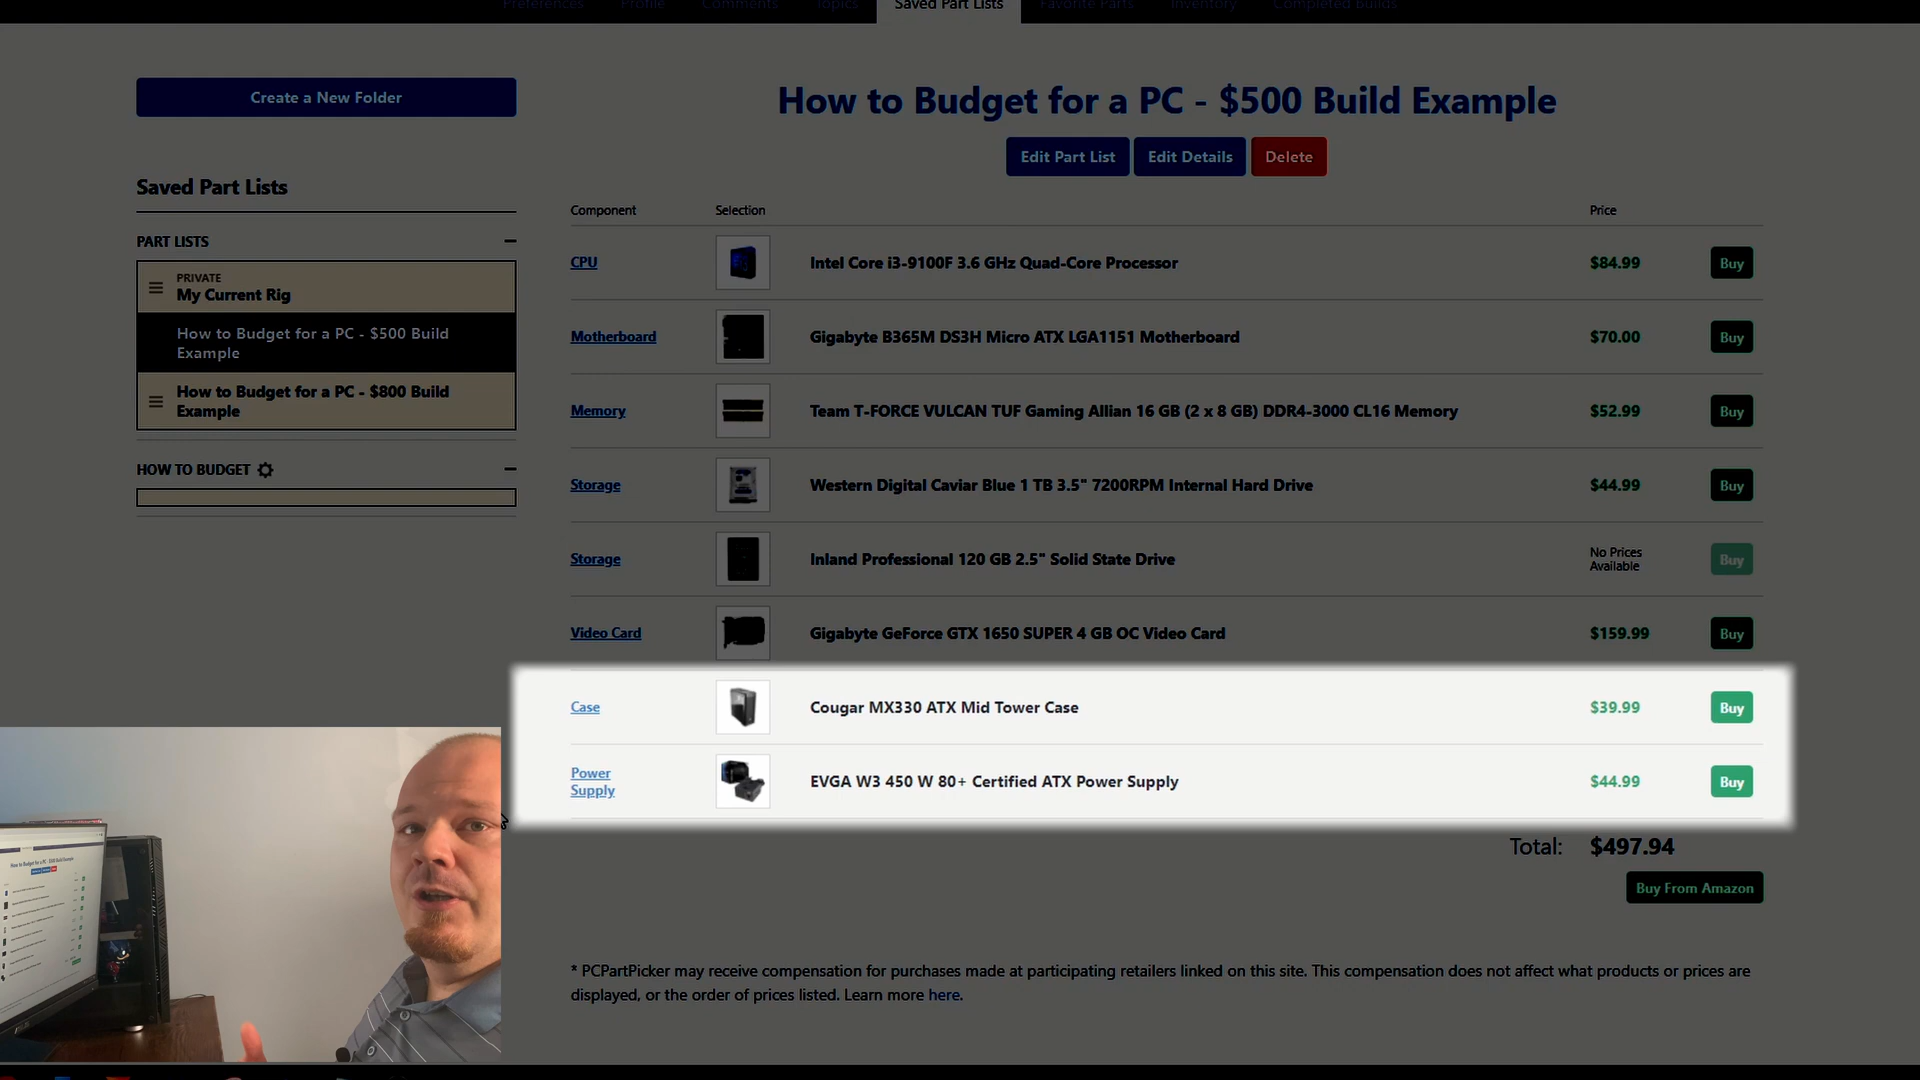 Preferences Profile Comments Topics Saved Part Lists Favorite Parts Inventory Completed Builds
Create a New Folder
Saved Part Lists
PART LISTS
PRIVATE
My Current Rig
How to Budget for a PC - $500 Build
Example
How to Budget for a PC - $800 Build
Example
HOW TO BUDGET
How to Budget for a PC - $500 Build Example
Edit Part List Edit Details Delete
Component Selection Price
CPU Intel Core i3-9100F 3.6 GHz Quad-Core Processor $84.99 Buy
Motherboard Gigabyte B365M DS3H Micro ATX LGA1151 Motherboard $70.00 Buy
Memory Team T-FORCE VULCAN TUF Gaming Allian 16 GB (2 x 8 GB) DDR4-3000 CL16 Memory $52.99 Buy
Storage Western Digital Caviar Blue 1 TB 3.5" 7200RPM Internal Hard Drive $44.99 Buy
Storage Inland Professional 120 GB 2.5" Solid State Drive No Prices Buy
Available
Video Card Gigabyte GeForce GTX 1650 SUPER 4 GB OC Video Card $159.99 Buy
Case Cougar MX330 ATX Mid Tower Case $39.99 Buy
Power EVGA W3 450 W 80+ Certified ATX Power Supply $44.99 Buy
Supply
Total: $497.94
Buy From Amazon
* PCPartPicker may receive compensation for purchases made at participating retailers linked on this site. This compensation does not affect what products or prices are
displayed, or the order of prices listed. Learn more here.